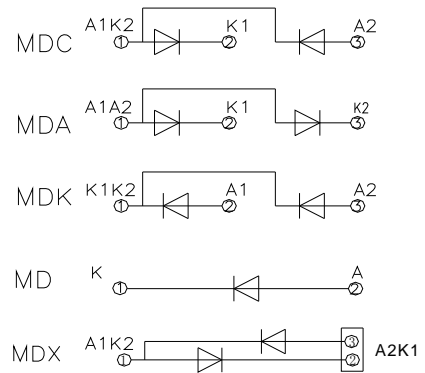 MDC A1K2 ① K1 ② A2 ③
MDA A1A2 ① K1 ② K2 ③
MDK K1K2 ① A1 ② A2 ③
MD K ① A ②
MDX A1K2 ① ③ ② A2K1